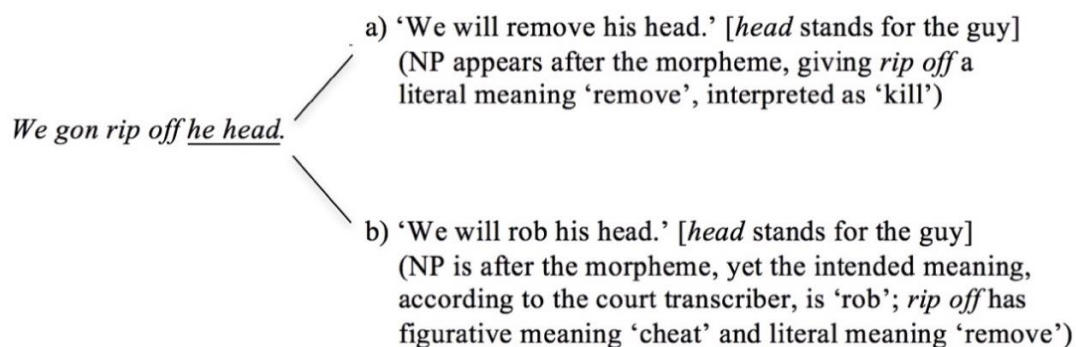 a) ‘We will remove his head.’ [head stands for the guy]
(NP appears after the morpheme, giving rip off a
literal meaning ‘remove’, interpreted as ‘kill’)
We gon rip off he head.
b) ‘We will rob his head.’ [head stands for the guy]
(NP is after the morpheme, yet the intended meaning,
according to the court transcriber, is ‘rob’; rip off has
figurative meaning ‘cheat’ and literal meaning ‘remove’)